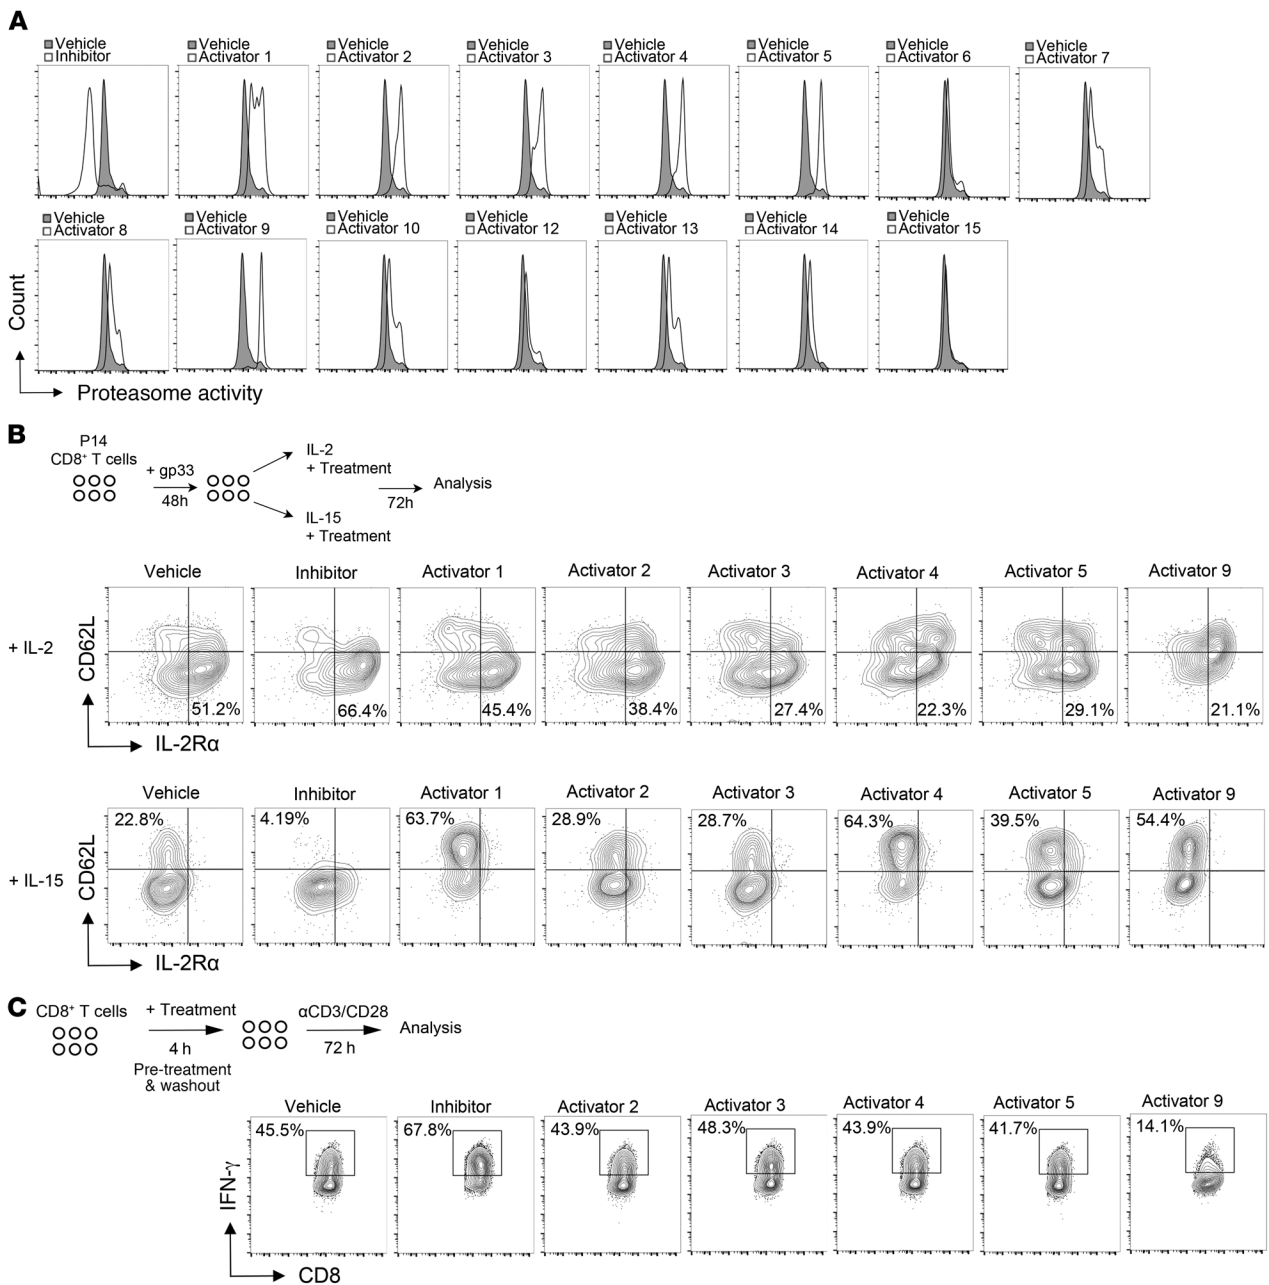 A
Vehicle
Inhibitor
Vehicle
Activator 1
Vehicle
Activator 2
Vehicle
Activator 3
Vehicle
Activator 4
Vehicle
Activator 5
Vehicle
Activator 6
Vehicle
Activator 7
Vehicle
Activator 8
Vehicle
Activator 9
Vehicle
Activator 10
Vehicle
Activator 12
Vehicle
Activator 13
Vehicle
Activator 14
Vehicle
Activator 15
Count
Proteasome activity
B
P14
CD8⁺ T cells
+ gp33
48h
IL-2
+ Treatment
IL-15
+ Treatment
72h
Analysis
Vehicle
Inhibitor
Activator 1
Activator 2
Activator 3
Activator 4
Activator 5
Activator 9
+ IL-2
CD62L
51.2%
66.4%
45.4%
38.4%
27.4%
22.3%
29.1%
21.1%
IL-2Rα
Vehicle
Inhibitor
Activator 1
Activator 2
Activator 3
Activator 4
Activator 5
Activator 9
22.8%
4.19%
63.7%
28.9%
28.7%
64.3%
39.5%
54.4%
+ IL-15
CD62L
IL-2Rα
C
CD8⁺ T cells
+ Treatment
4 h
Pre-treatment
& washout
αCD3/CD28
72 h
Analysis
Vehicle
Inhibitor
Activator 2
Activator 3
Activator 4
Activator 5
Activator 9
45.5%
67.8%
43.9%
48.3%
43.9%
41.7%
14.1%
IFN-γ
CD8